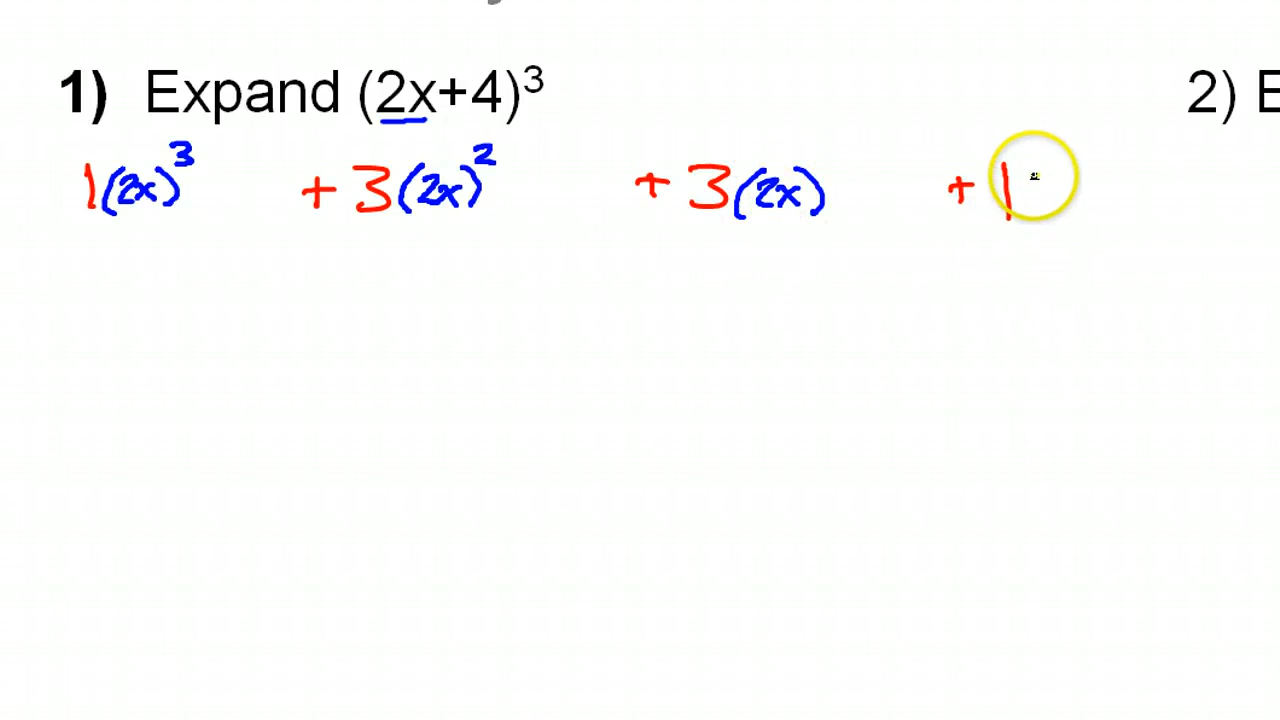 1) Expand (2x+4)³ 2) E
1(2x)³ + 3(2x)² + 3(2x) + 1